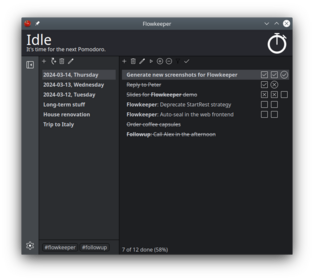 Flowkeeper
Idle
It's time for the next Pomodoro.
2024-03-14, Thursday
2024-03-13, Wednesday
2024-03-12, Tuesday
Long-term stuff
House renovation
Trip to Italy
Generate new screenshots for Flowkeeper
Reply to Peter
Slides on Flowkeeper demo
Flowkeeper: Deprecate StartRest strategy
Flowkeeper: Auto-seal in the web frontend
Order coffee capsules
Followup: Call Alex in the afternoon
#flowkeeper #followup
7 of 12 done (58%)